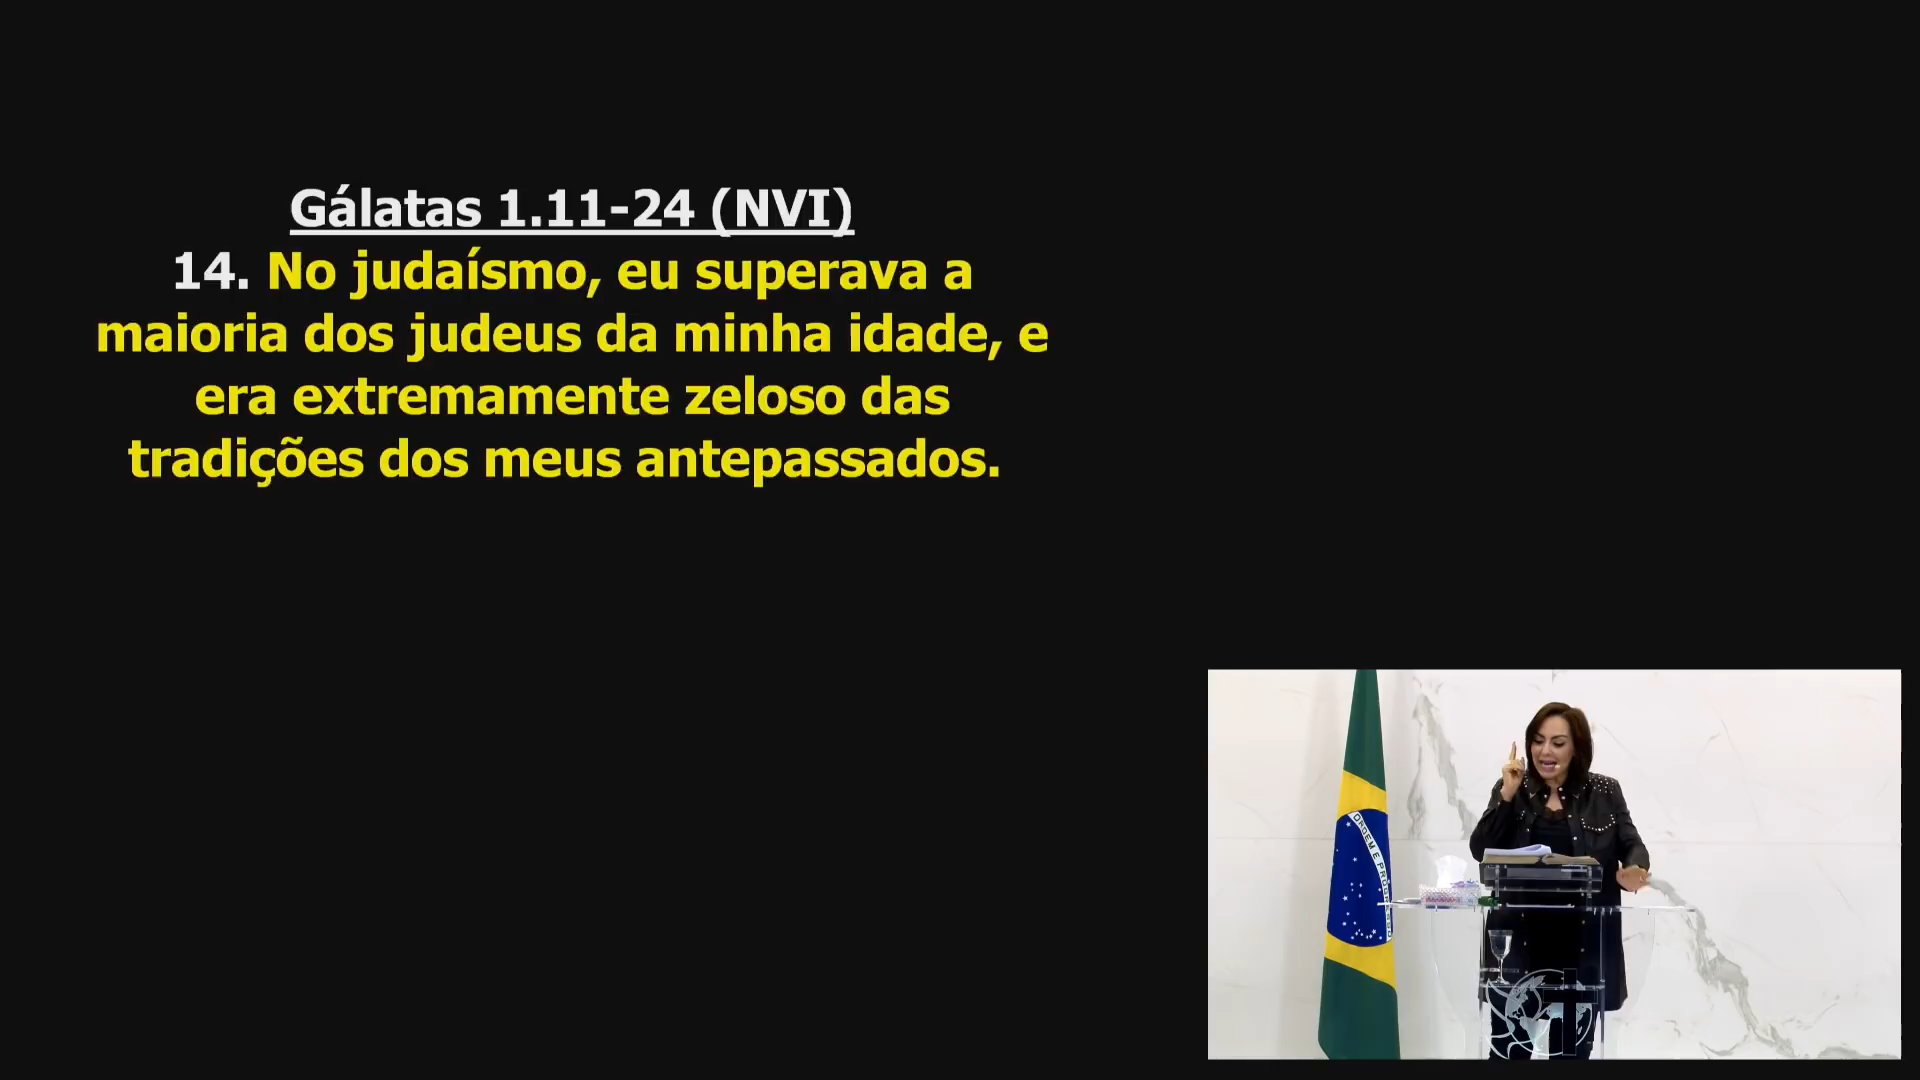 Gálatas 1.11-24 (NVI)
14. No judaísmo, eu superava a
maioria dos judeus da minha idade, e
era extremamente zeloso das
tradições dos meus antepassados.
ORDEM E